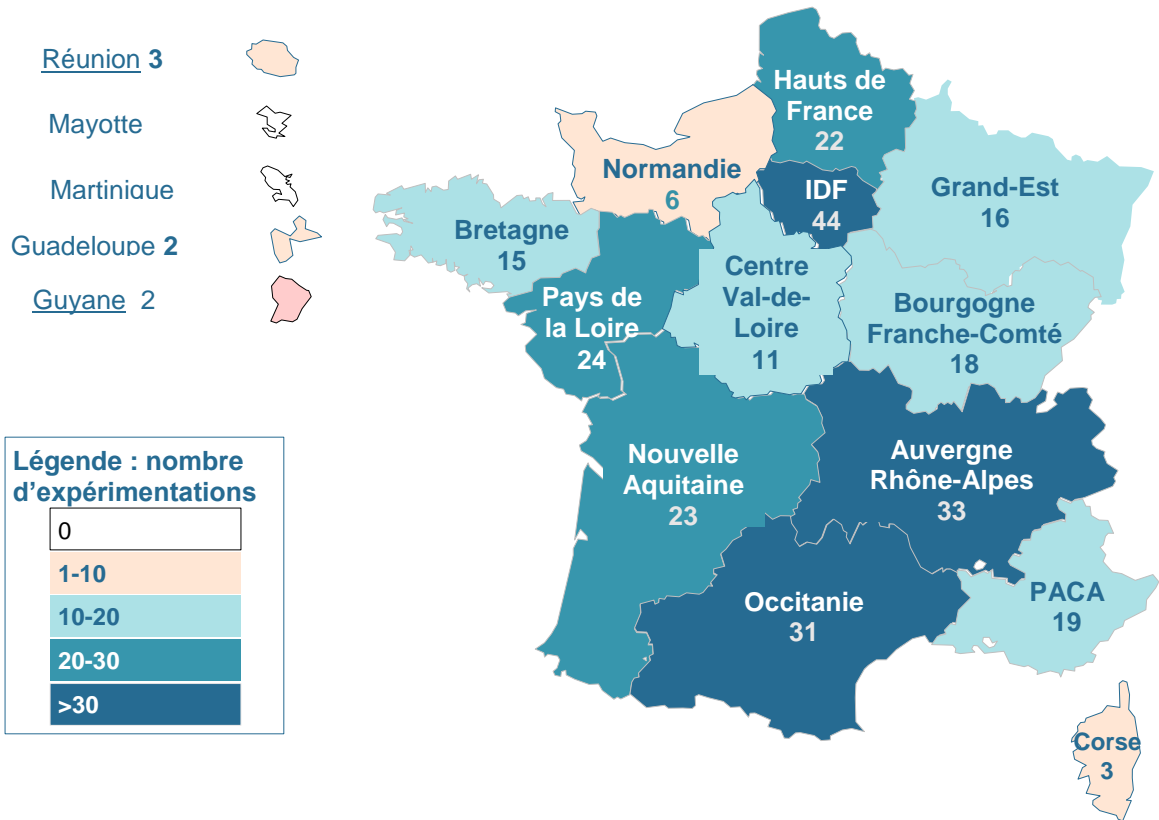 Réunion 3
Mayotte
Martinique
Guadeloupe 2
Guyane 2
Légende : nombre
d'expérimentations
0
1-10
10-20
20-30
>30
Hauts de
France
22
Normandie
6
IDF
44
Grand-Est
16
Bretagne
15
Centre
Val-de-
Loire
11
Pays de
la Loire
24
Bourgogne
Franche-Comté
18
Nouvelle
Aquitaine
23
Auvergne
Rhône-Alpes
33
Occitanie
31
PACA
19
Corse
3